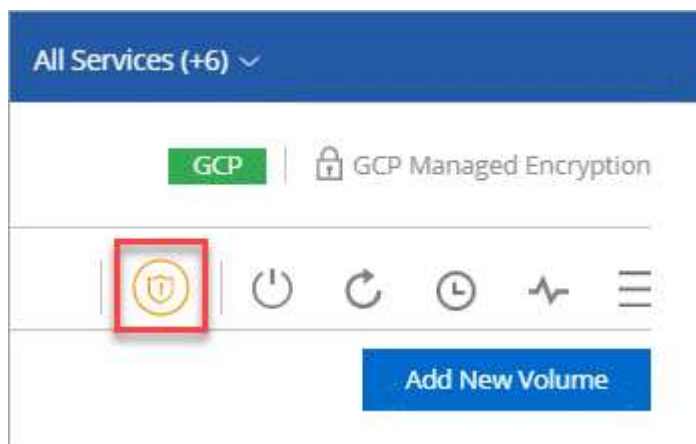 All Services (+6)
GCP
GCP Managed Encryption
Add New Volume